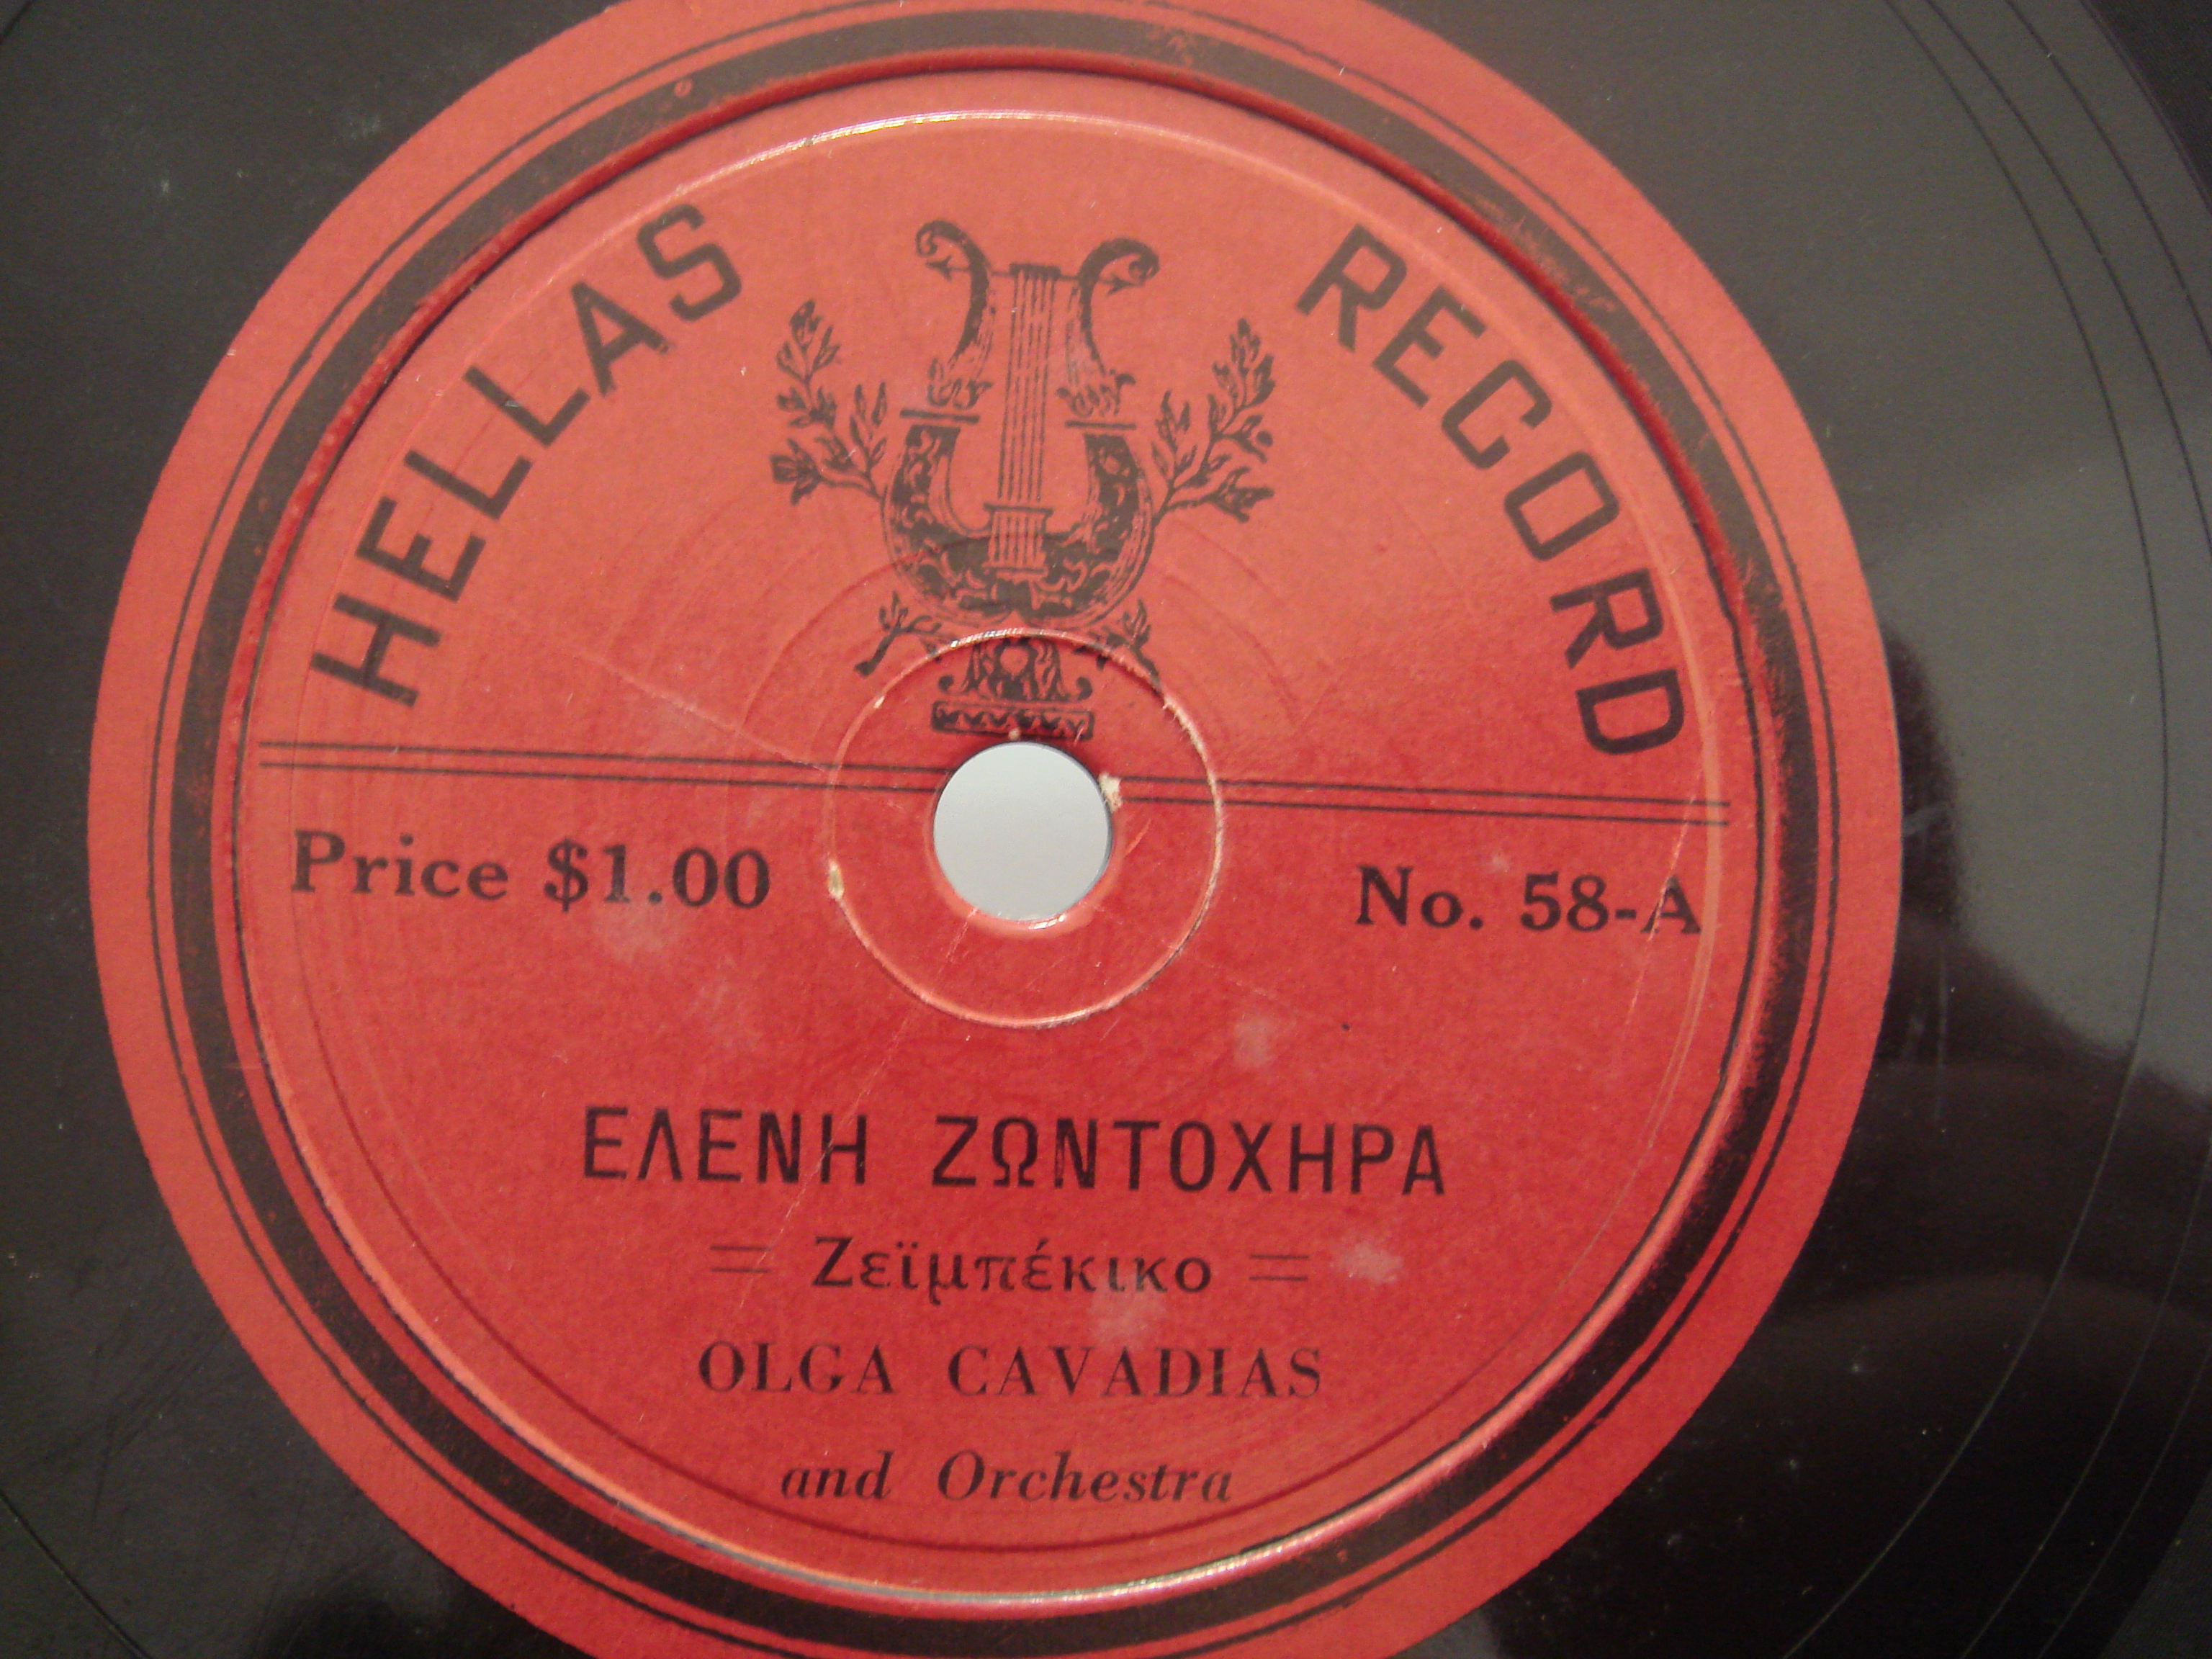 HELLAS RECORD
Price $1.00 No. 58-A
ΕΛΕΝΗ ΖΩΝΤΟΧΗΡΑ
= Ζεϊμπέκικο =
OLGA CAVADIAS
and Orchestra